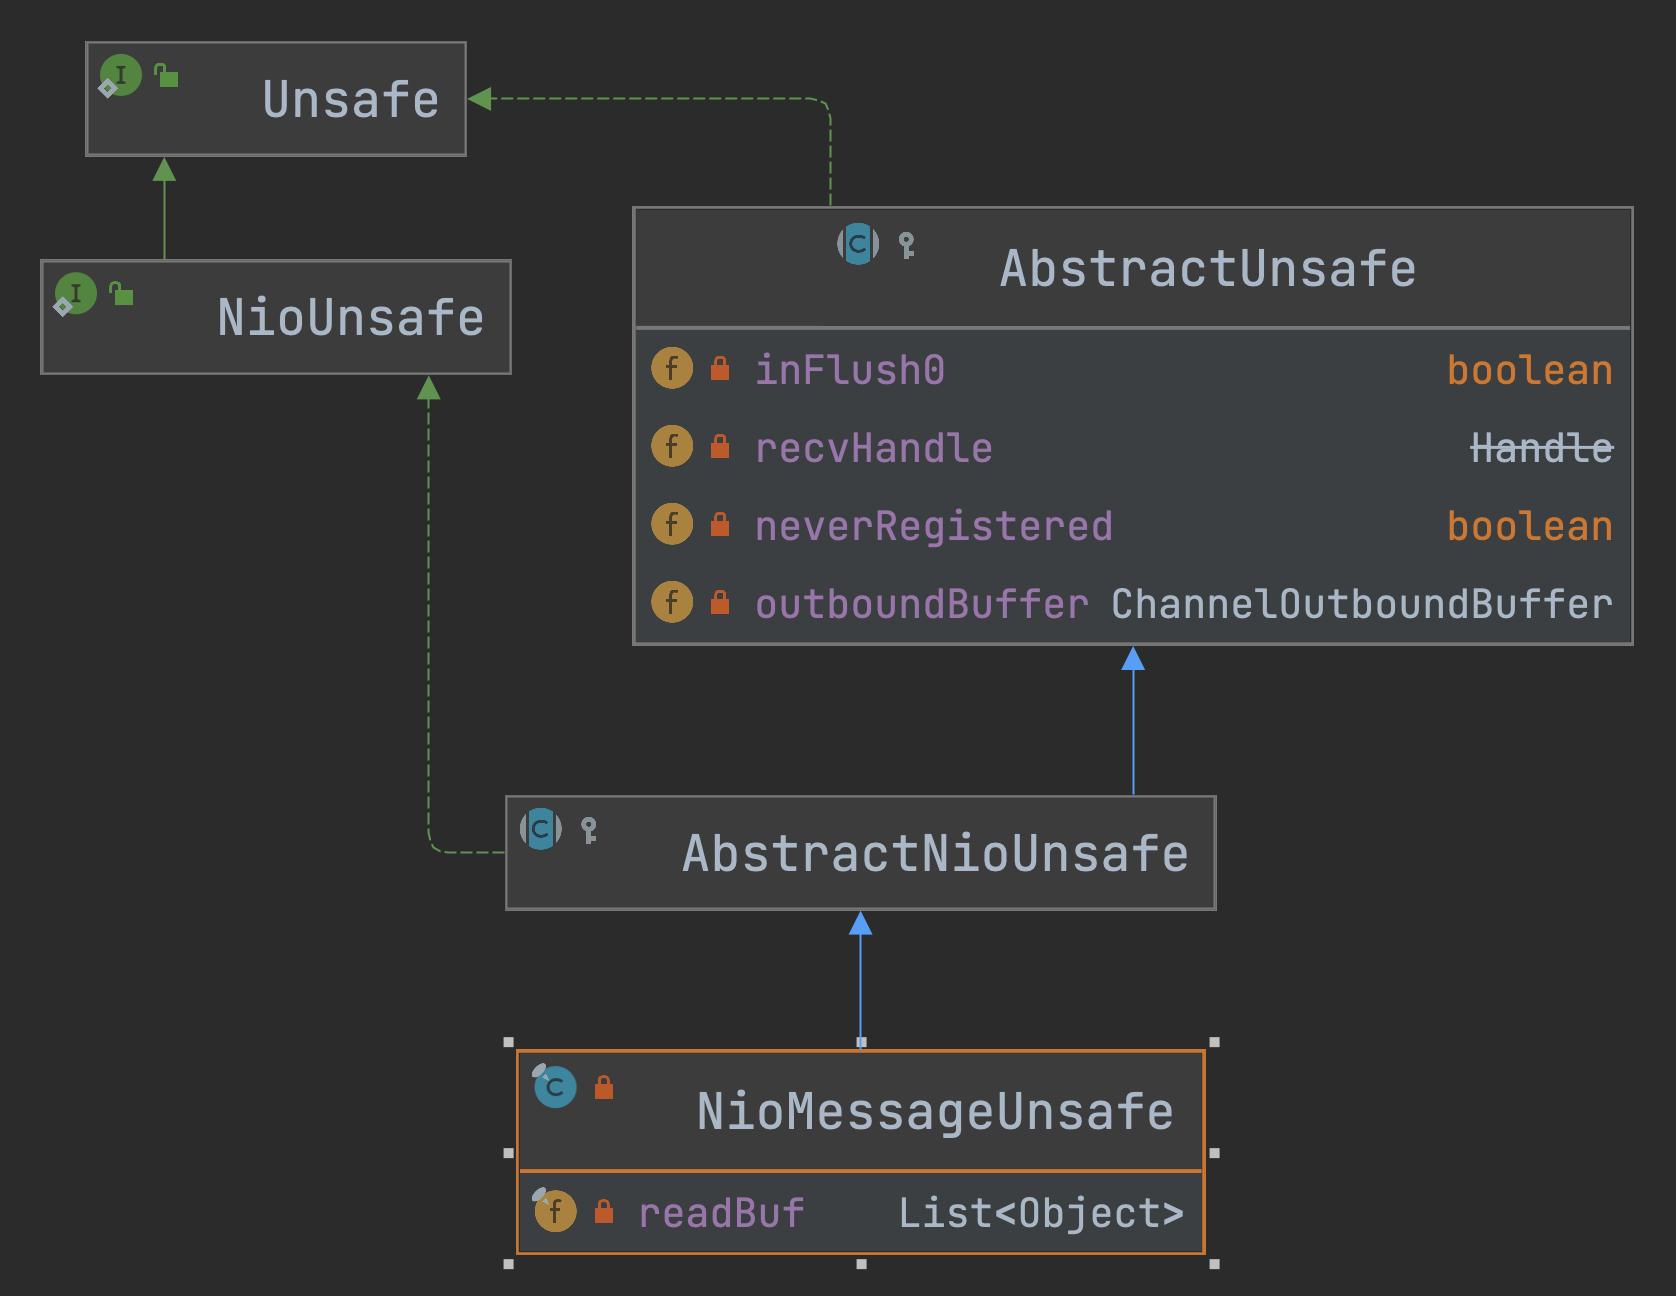 Unsafe
NioUnsafe
AbstractUnsafe
inFlush0 boolean
recvHandle Handle
neverRegistered boolean
outboundBuffer ChannelOutboundBuffer
AbstractNioUnsafe
NioMessageUnsafe
readBuf List<Object>